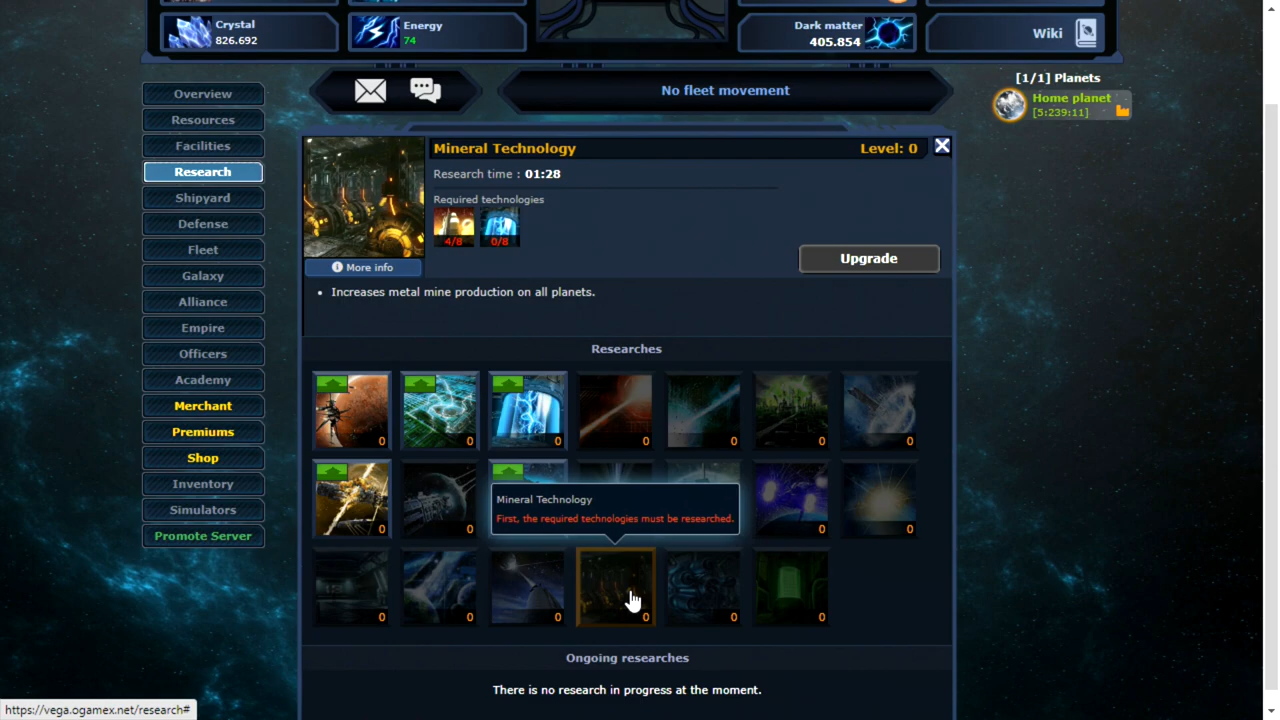 Crystal
826.692
Energy
74
Dark matter
405.854
Wiki
No fleet movement
[1/1] Planets
Home planet
[5:239:11]
Overview
Resources
Facilities
Research
Shipyard
Defense
Fleet
Galaxy
Alliance
Empire
Officers
Academy
Merchant
Premiums
Shop
Inventory
Simulators
Promote Server
Mineral Technology
Level: 0
Research time : 01:28
Required technologies
4/8
0/8
More info
Upgrade
• Increases metal mine production on all planets.
Researches
0
0
0
0
0
0
0
Mineral Technology
First, the required technologies must be researched.
0
0
0
0
0
0
0
0
0
0
Ongoing researches
There is no research in progress at the moment.
https://vega.ogamex.net/research#